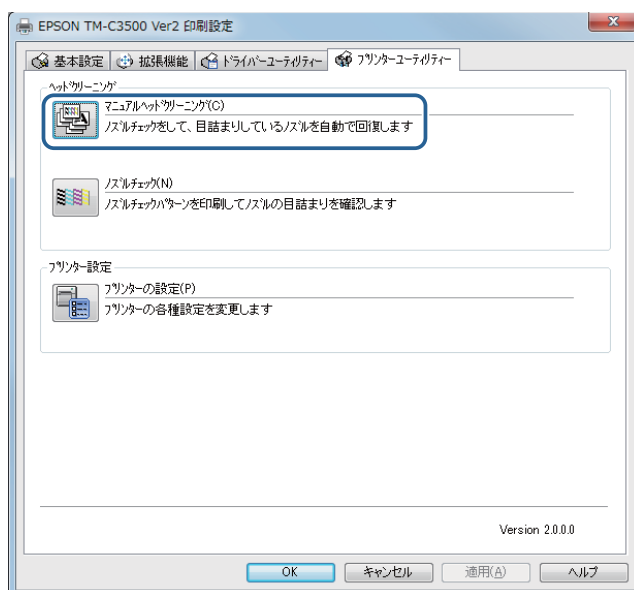 EPSON TM-C3500 Ver2 印刷設定
基本設定 拡張機能 ドライバーユーティリティー プリンターユーティリティー
ヘッドクリーニング
マニュアルヘッドクリーニング(C)
ノズルチェックをして、目詰まりしているノズルを自動で回復します
ノズルチェック(N)
ノズルチェックパターンを印刷してノズルの目詰まりを確認します
プリンター設定
プリンターの設定(P)
プリンターの各種設定を変更します
Version 2.0.0.0
OK キャンセル 適用(A) ヘルプ